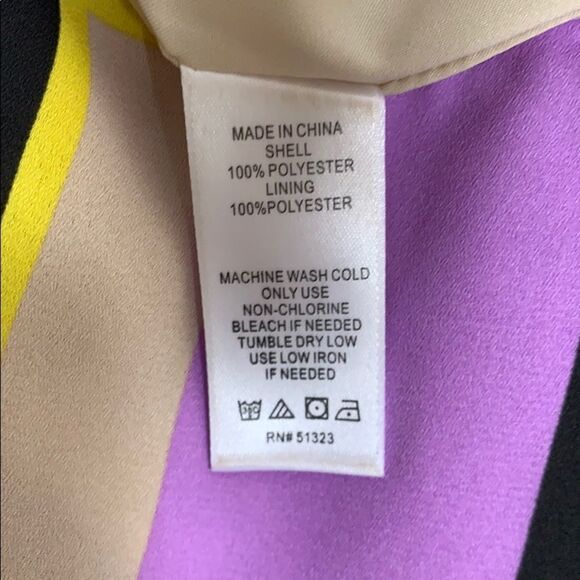 MADE IN CHINA
SHELL
100% POLYESTER
LINING
100%POLYESTER
MACHINE WASH COLD
ONLY USE
NON-CHLORINE
BLEACH IF NEEDED
TUMBLE DRY LOW
USE LOW IRON
IF NEEDED
RN# 51323